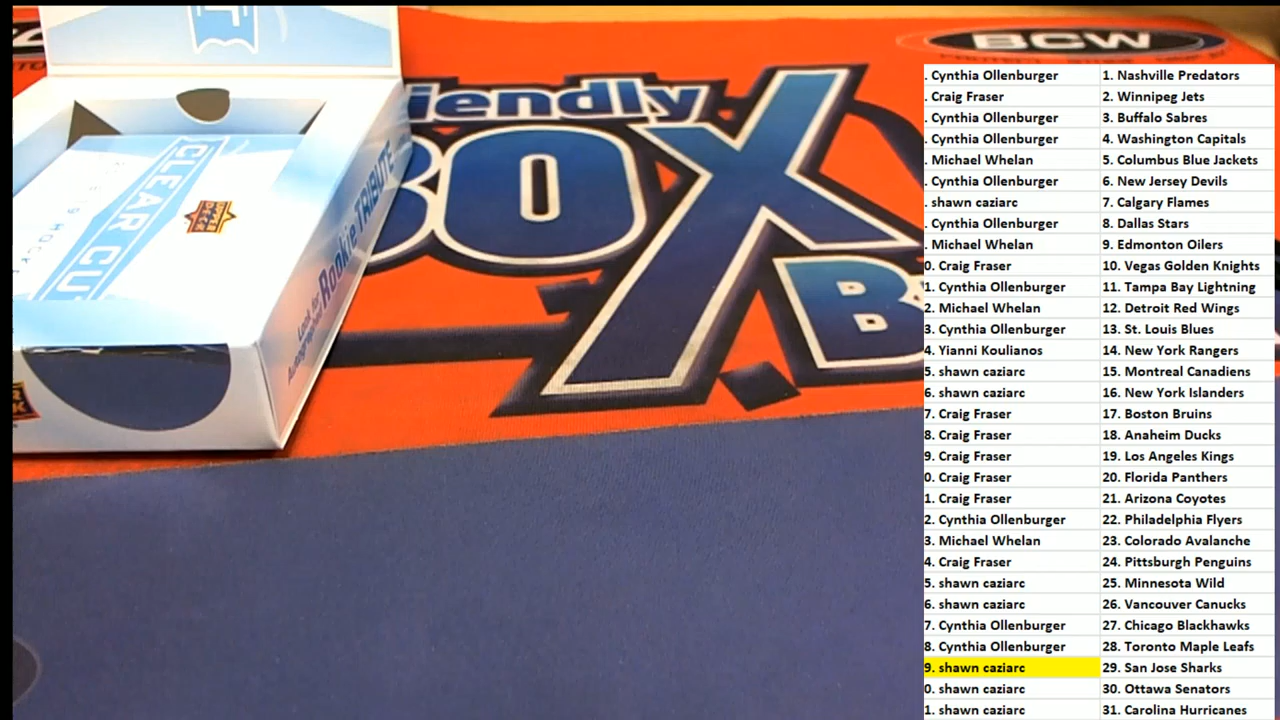 BCW
iendly
BOX
B
CLEAR CU
UPPER DECK
HOCKEY
Look for
Rookie TRIBUTE
. Cynthia Ollenburger 1. Nashville Predators
. Craig Fraser 2. Winnipeg Jets
. Cynthia Ollenburger 3. Buffalo Sabres
. Cynthia Ollenburger 4. Washington Capitals
. Michael Whelan 5. Columbus Blue Jackets
. Cynthia Ollenburger 6. New Jersey Devils
. shawn caziarc 7. Calgary Flames
. Cynthia Ollenburger 8. Dallas Stars
. Michael Whelan 9. Edmonton Oilers
0. Craig Fraser 10. Vegas Golden Knights
1. Cynthia Ollenburger 11. Tampa Bay Lightning
2. Michael Whelan 12. Detroit Red Wings
3. Cynthia Ollenburger 13. St. Louis Blues
4. Yianni Koulianos 14. New York Rangers
5. shawn caziarc 15. Montreal Canadiens
6. shawn caziarc 16. New York Islanders
7. Craig Fraser 17. Boston Bruins
8. Craig Fraser 18. Anaheim Ducks
9. Craig Fraser 19. Los Angeles Kings
0. Craig Fraser 20. Florida Panthers
1. Craig Fraser 21. Arizona Coyotes
2. Cynthia Ollenburger 22. Philadelphia Flyers
3. Michael Whelan 23. Colorado Avalanche
4. Craig Fraser 24. Pittsburgh Penguins
5. shawn caziarc 25. Minnesota Wild
6. shawn caziarc 26. Vancouver Canucks
7. Cynthia Ollenburger 27. Chicago Blackhawks
8. Cynthia Ollenburger 28. Toronto Maple Leafs
9. shawn caziarc 29. San Jose Sharks
0. shawn caziarc 30. Ottawa Senators
1. shawn caziarc 31. Carolina Hurricanes